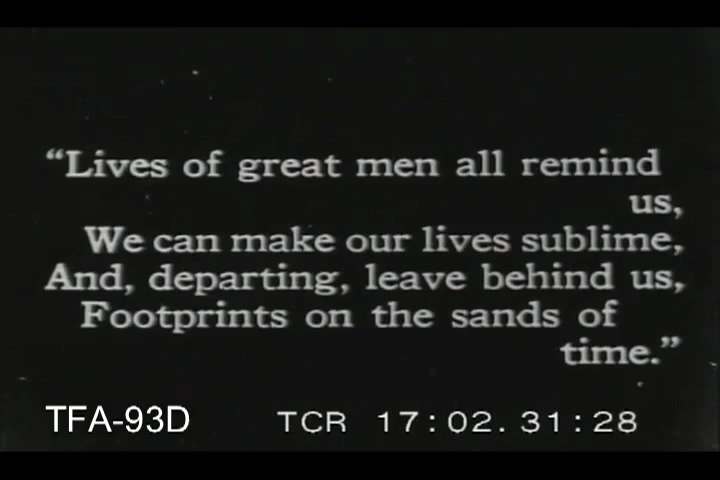 “Lives of great men all remind
us,
We can make our lives sublime,
And, departing, leave behind us,
Footprints on the sands of
time.”
TFA-93D
TCR 17:02.31:28